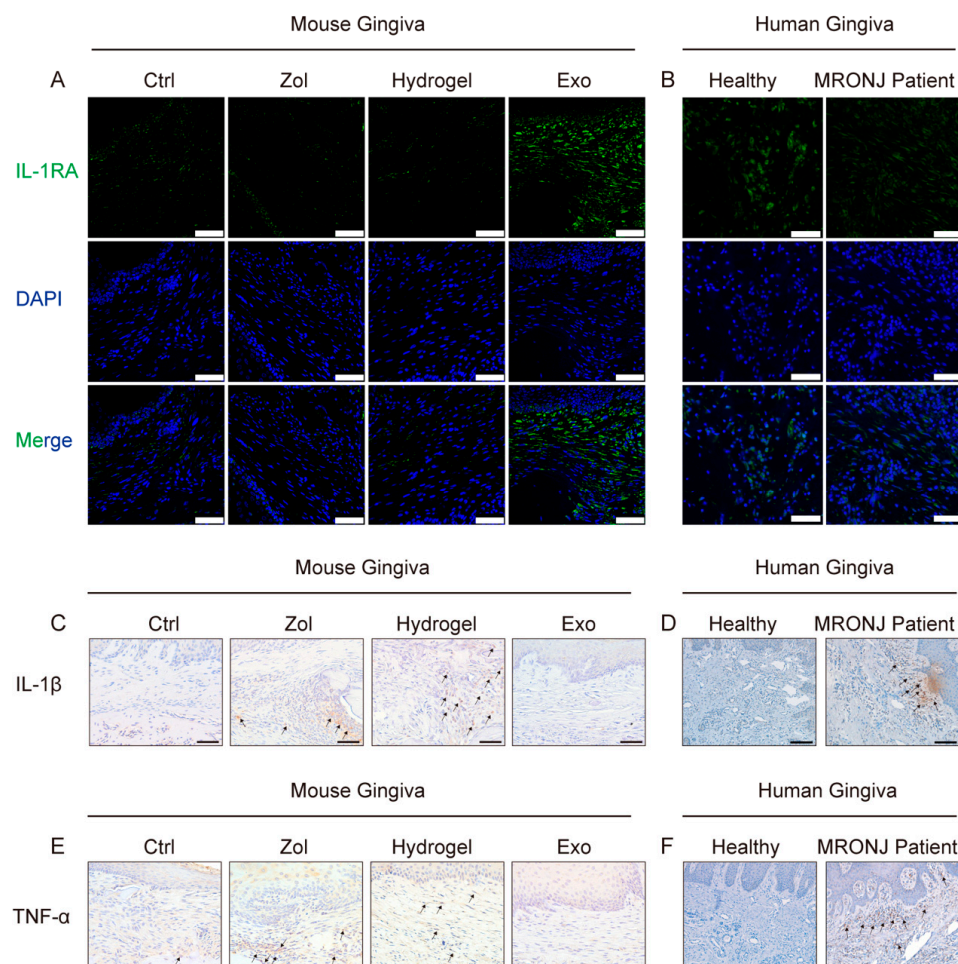 Mouse Gingiva Human Gingiva
A Ctrl Zol Hydrogel Exo B Healthy MRONJ Patient
IL-1RA
DAPI
Merge
Mouse Gingiva Human Gingiva
C Ctrl Zol Hydrogel Exo D Healthy MRONJ Patient
IL-1β
Mouse Gingiva Human Gingiva
E Ctrl Zol Hydrogel Exo F Healthy MRONJ Patient
TNF-α